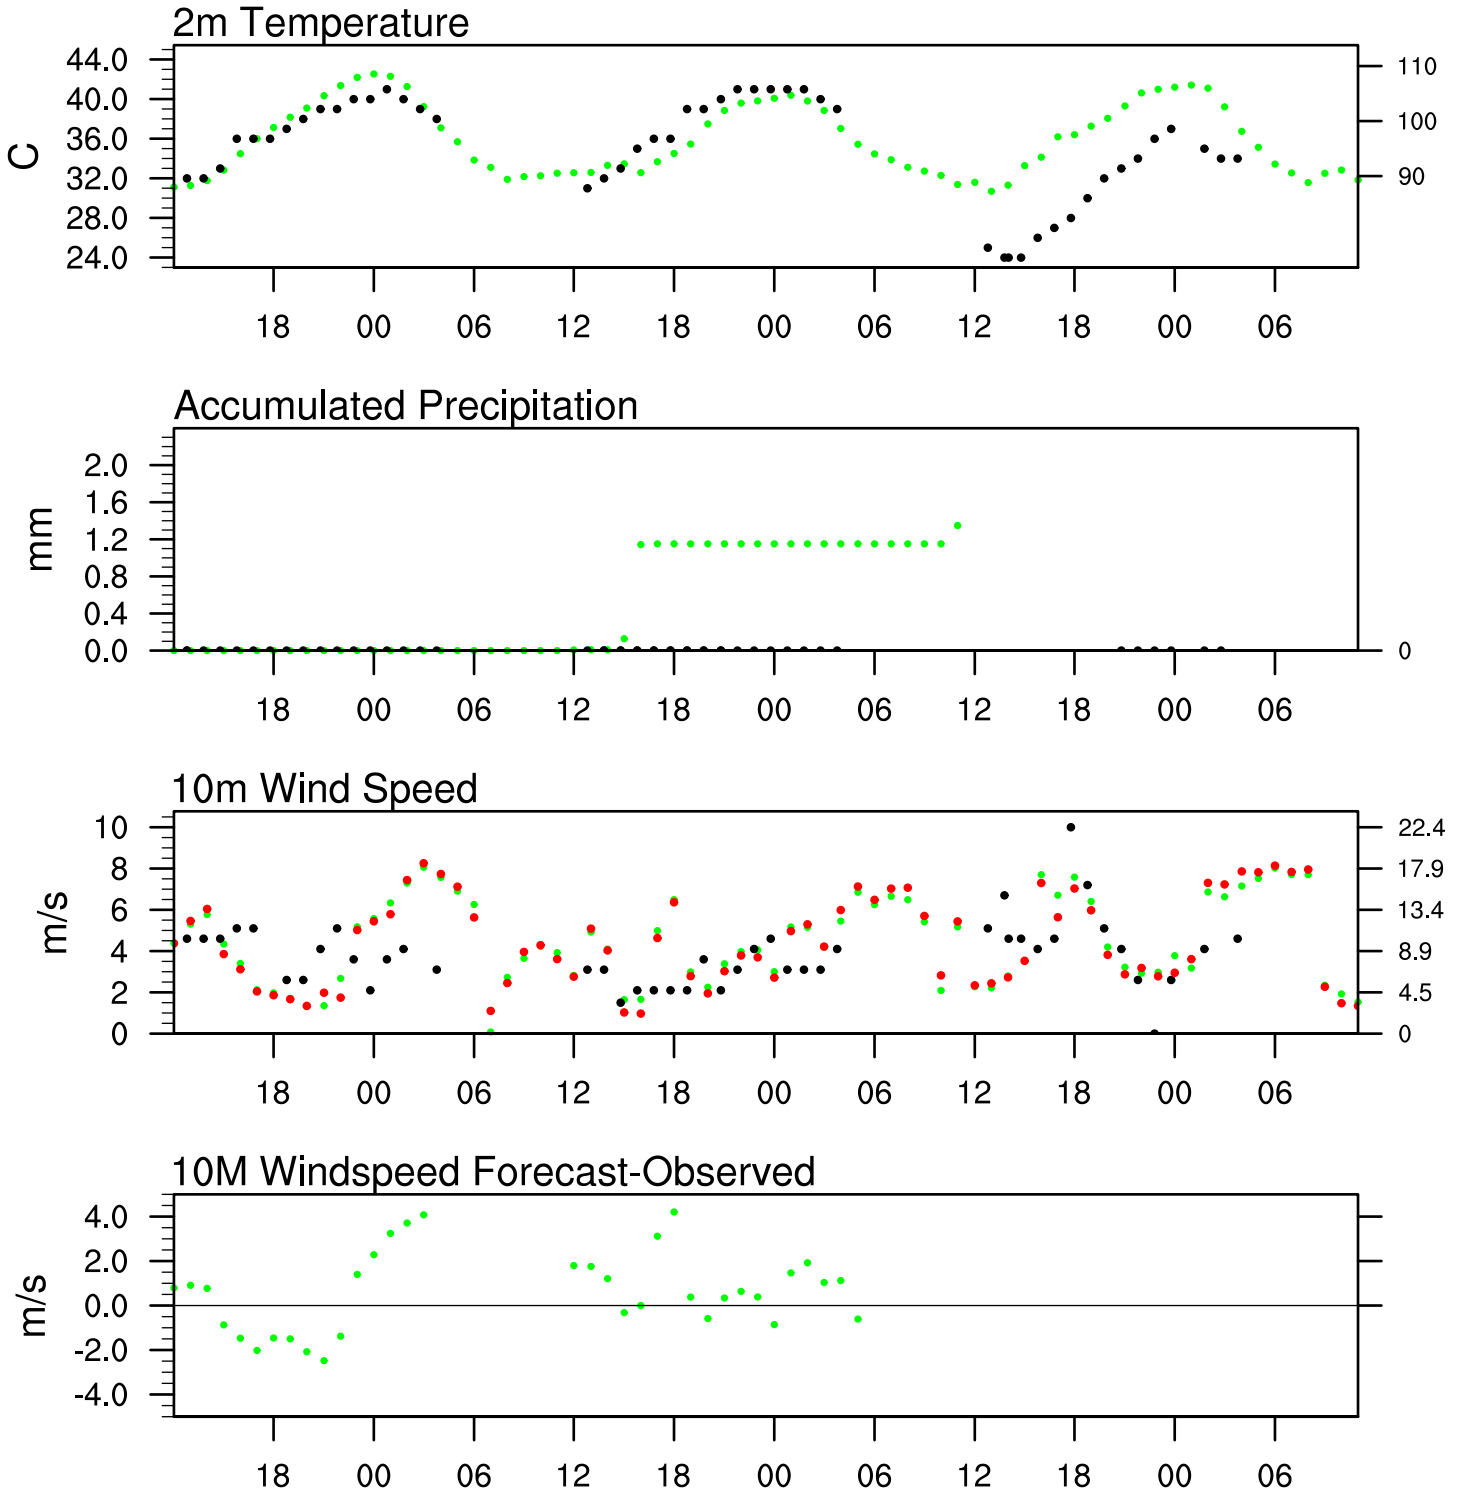 2m Temperature
44.0
40.0
36.0
32.0
28.0
24.0
C
110
100
90
18 00 06 12 18 00 06 12 18 00 06
Accumulated Precipitation
2.0
1.6
1.2
0.8
0.4
0.0
mm
0
18 00 06 12 18 00 06 12 18 00 06
10m Wind Speed
10
8
6
4
2
0
m/s
22.4
17.9
13.4
8.9
4.5
0
18 00 06 12 18 00 06 12 18 00 06
10M Windspeed Forecast-Observed
4.0
2.0
0.0
-2.0
-4.0
m/s
18 00 06 12 18 00 06 12 18 00 06